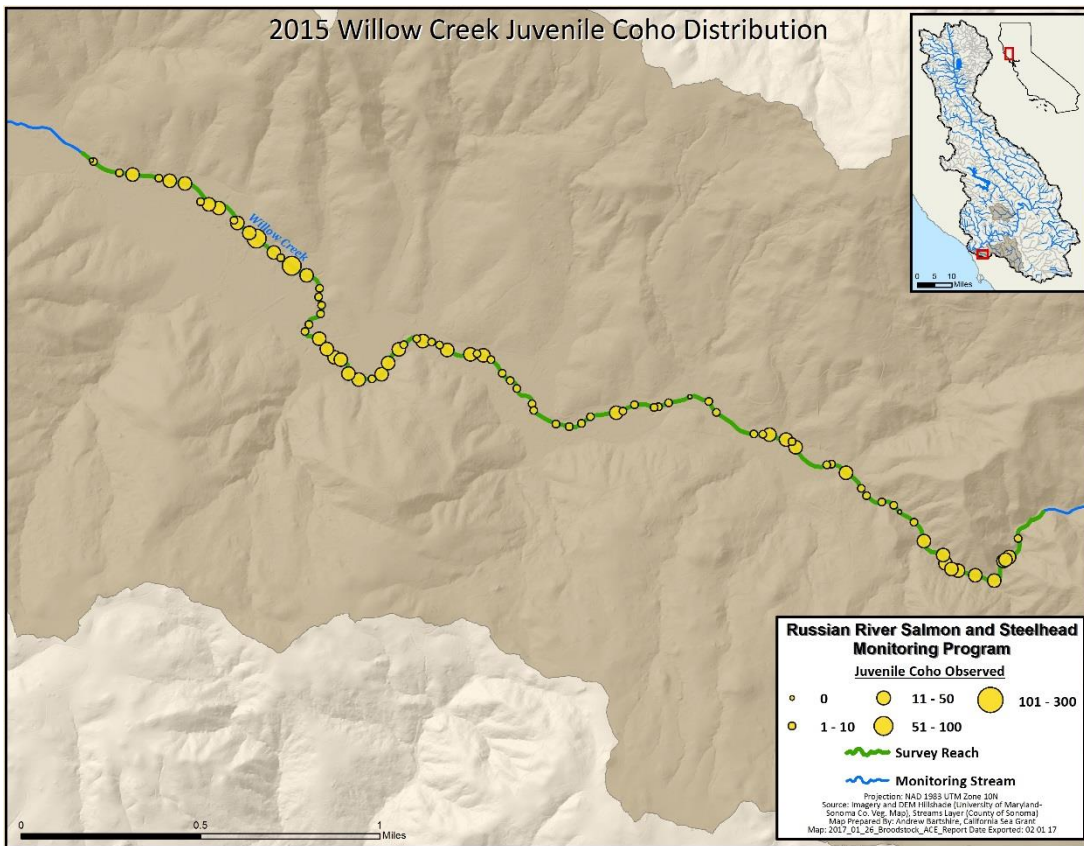 2015 Willow Creek Juvenile Coho Distribution
0 5 10
Miles
Willow Creek
Russian River Salmon and Steelhead
Monitoring Program
Juvenile Coho Observed
0 11 - 50 101 - 300
1 - 10 51 - 100
Survey Reach
Monitoring Stream
Projection: NAD 1983 UTM Zone 10N
Source: Imagery and DEM Hillshade (University of Maryland-
Sonoma Co. Veg. Map), Streams Layer (County of Sonoma)
Map Prepared By: Andrew Bartshire, California Sea Grant
Map: 2017_01_26_Broodstock_ACE_Report Date Exported: 02 01 17
0 0.5 1
Miles